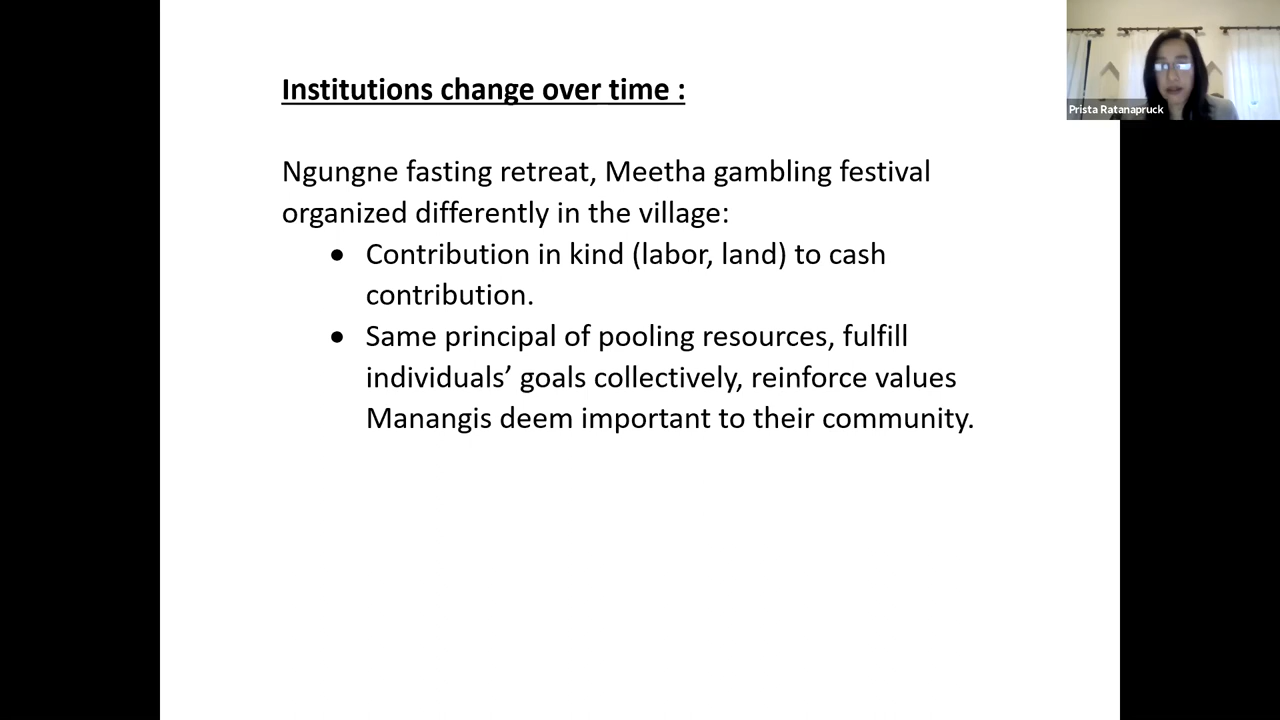 Institutions change over time :
Ngungne fasting retreat, Meetha gambling festival
organized differently in the village:
• Contribution in kind (labor, land) to cash
contribution.
• Same principal of pooling resources, fulfill
individuals’ goals collectively, reinforce values
Manangis deem important to their community.
Prista Ratanapruck